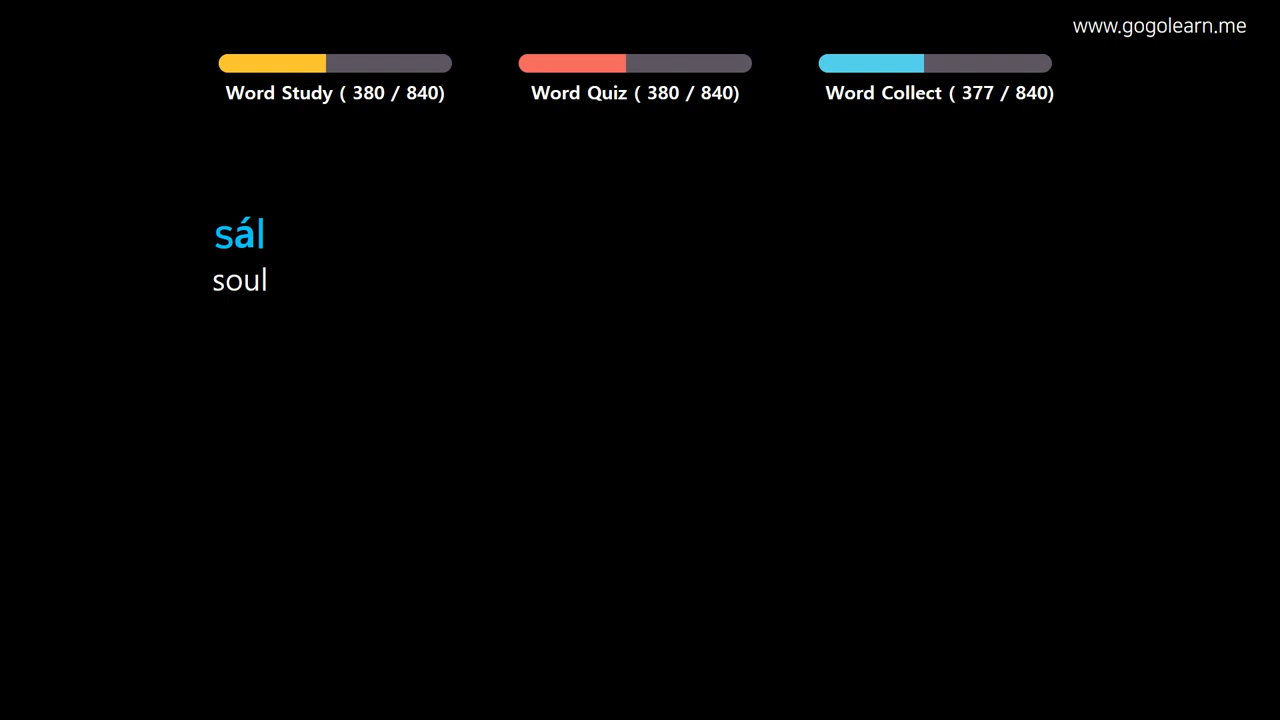 www.gogolearn.me
Word Study ( 380 / 840)
Word Quiz ( 380 / 840)
Word Collect ( 377 / 840)
sál
soul